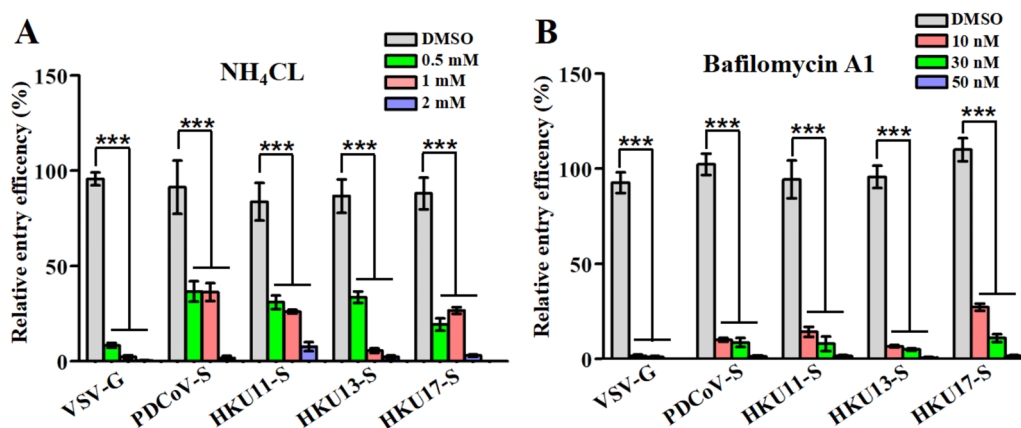 A
NH₄CL
DMSO
0.5 mM
1 mM
2 mM
Relative entry efficency (%)
150
100
50
0
***
***
***
***
***
VSV-G
PDCoV-S
HKU11-S
HKU13-S
HKU17-S
B
Bafilomycin A1
DMSO
10 nM
30 nM
50 nM
Relative entry efficency (%)
150
100
50
0
***
***
***
***
***
VSV-G
PDCoV-S
HKU11-S
HKU13-S
HKU17-S